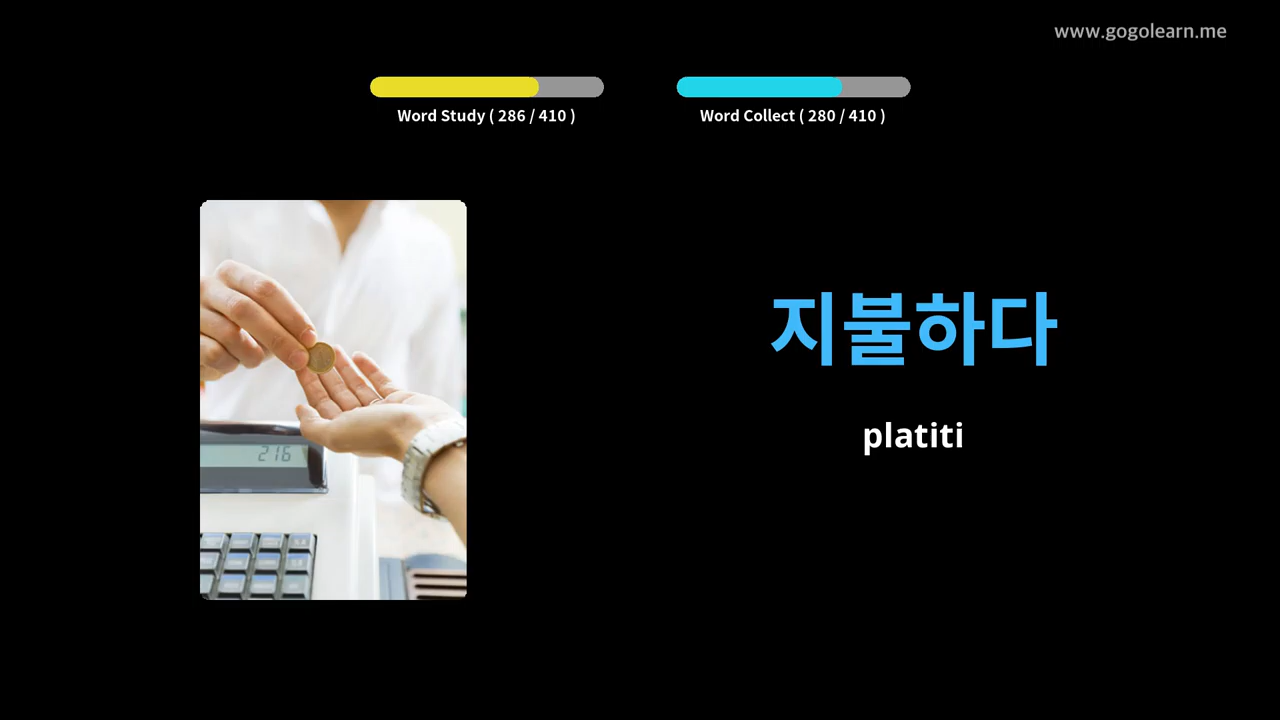 www.gogolearn.me
Word Study ( 286 / 410 )
Word Collect ( 280 / 410 )
지불하다
platiti
216